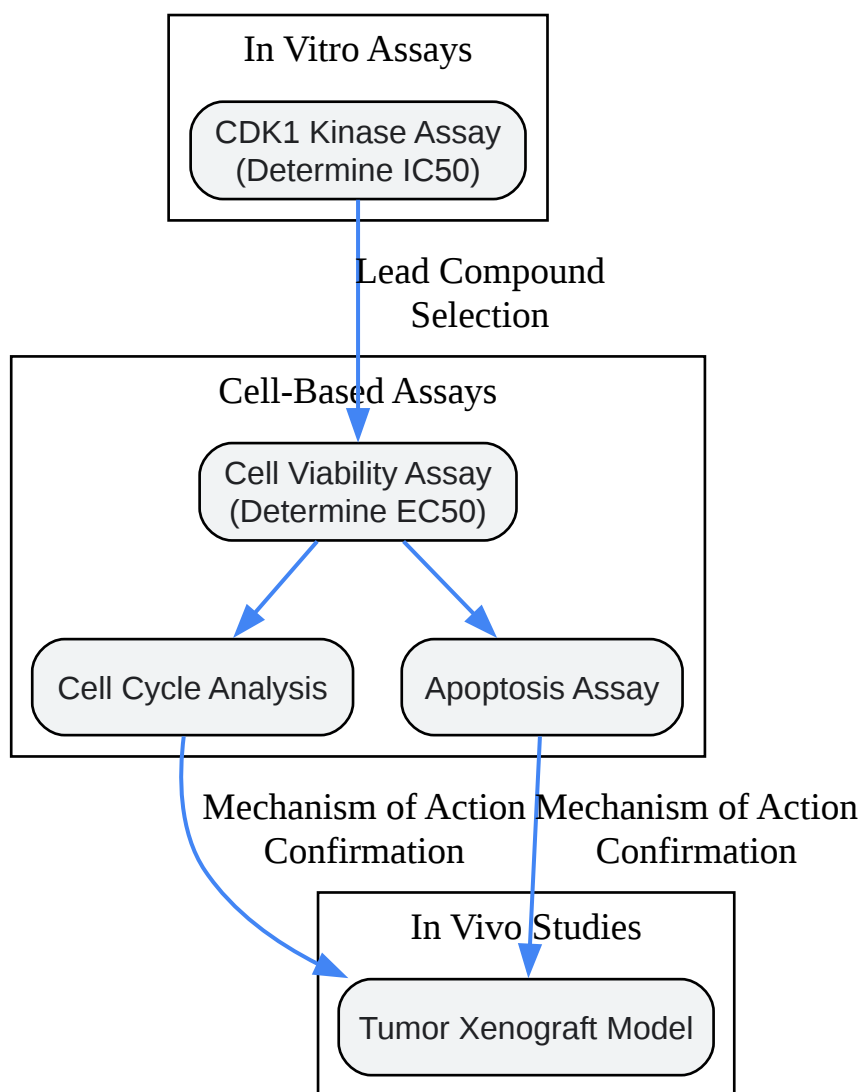 In Vitro Assays
CDK1 Kinase Assay
(Determine IC50)
Lead Compound
Selection
Cell-Based Assays
Cell Viability Assay
(Determine EC50)
Cell Cycle Analysis
Apoptosis Assay
Mechanism of Action
Confirmation
Mechanism of Action
Confirmation
In Vivo Studies
Tumor Xenograft Model